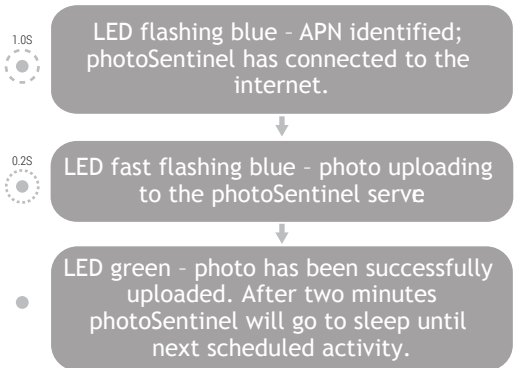 1.0S
LED flashing blue – APN identified;
photoSentinel has connected to the
internet.
0.2S
LED fast flashing blue – photo uploading
to the photoSentinel serve
LED green – photo has been successfully
uploaded. After two minutes
photoSentinel will go to sleep until
next scheduled activity.